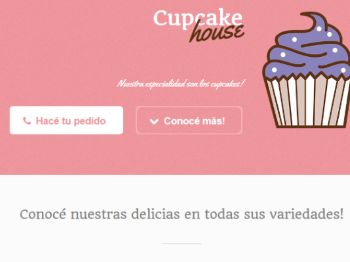 Cupcake
house
Nuestra especialidad son los cupcakes!
Hacé tu pedido
Conocé más!
Conocé nuestras delicias en todas sus variedades!